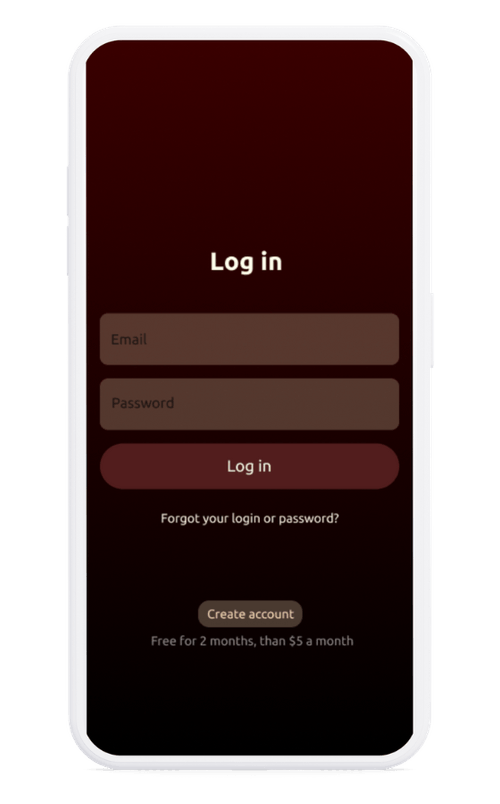 Log in
Email
Password
Log in
Forgot your login or password?
Create account
Free for 2 months, than $5 a month